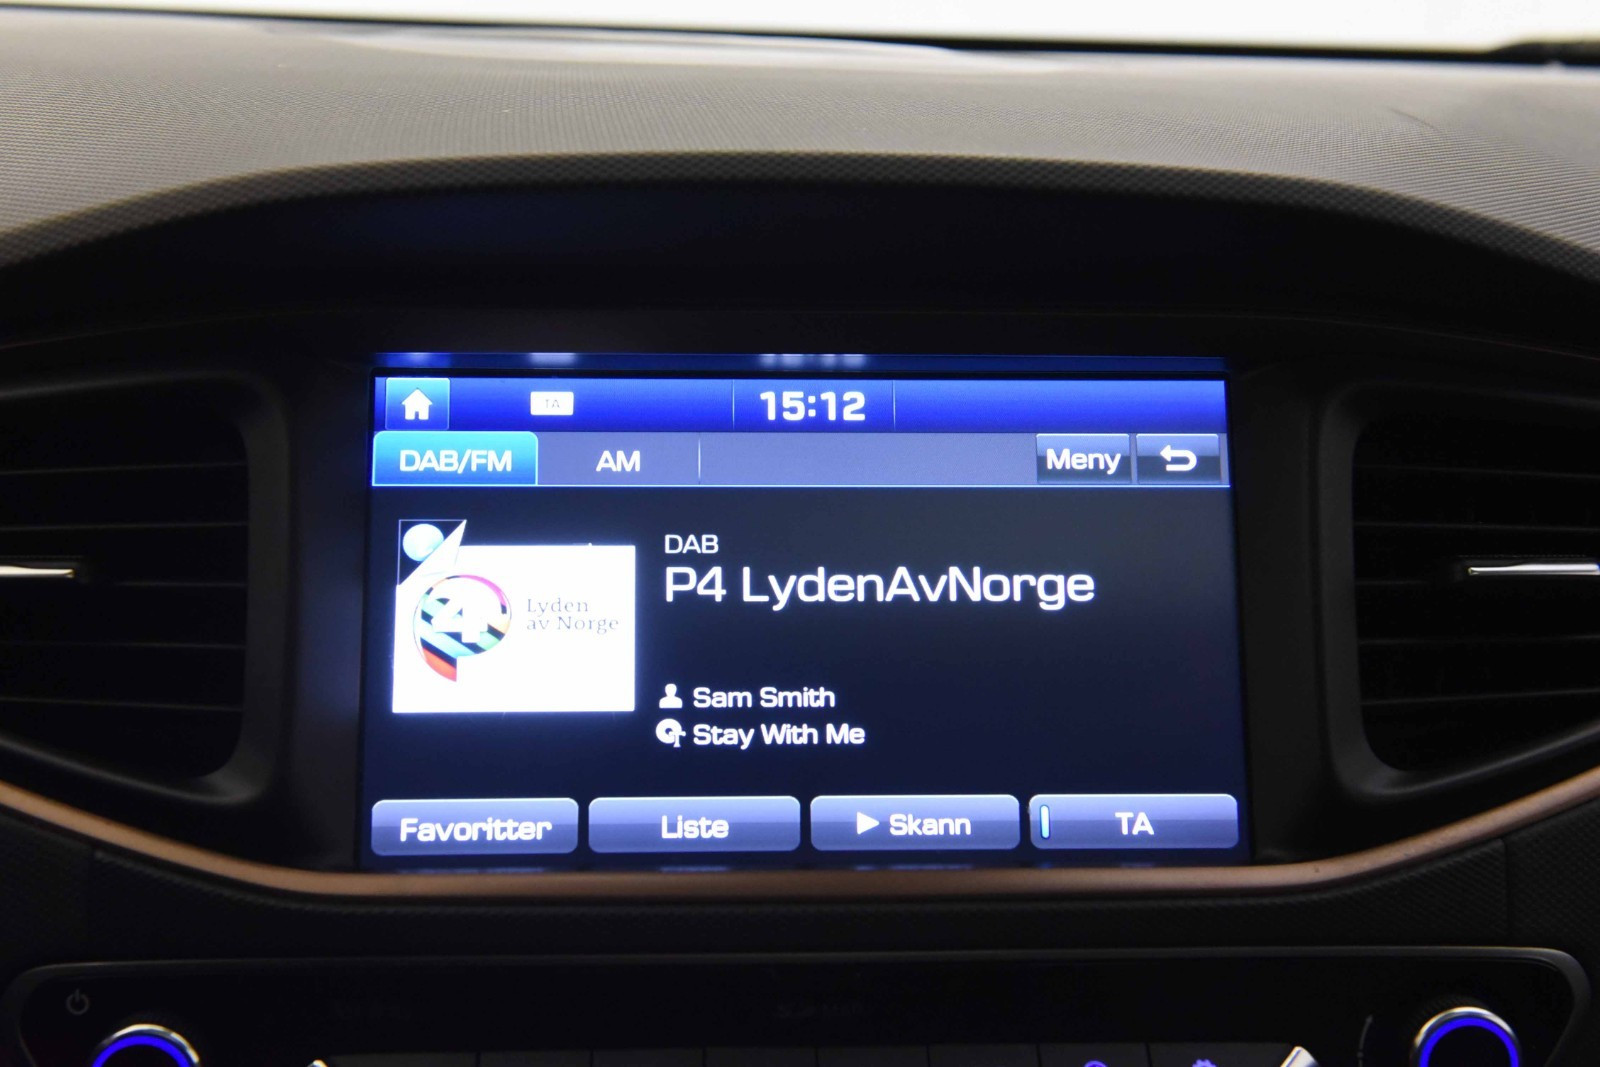 TA
15:12
DAB/FM
AM
Meny
DAB
P4 LydenAvNorge
4
Lyden
av Norge
Sam Smith
Stay With Me
Favoritter
Liste
Skann
TA